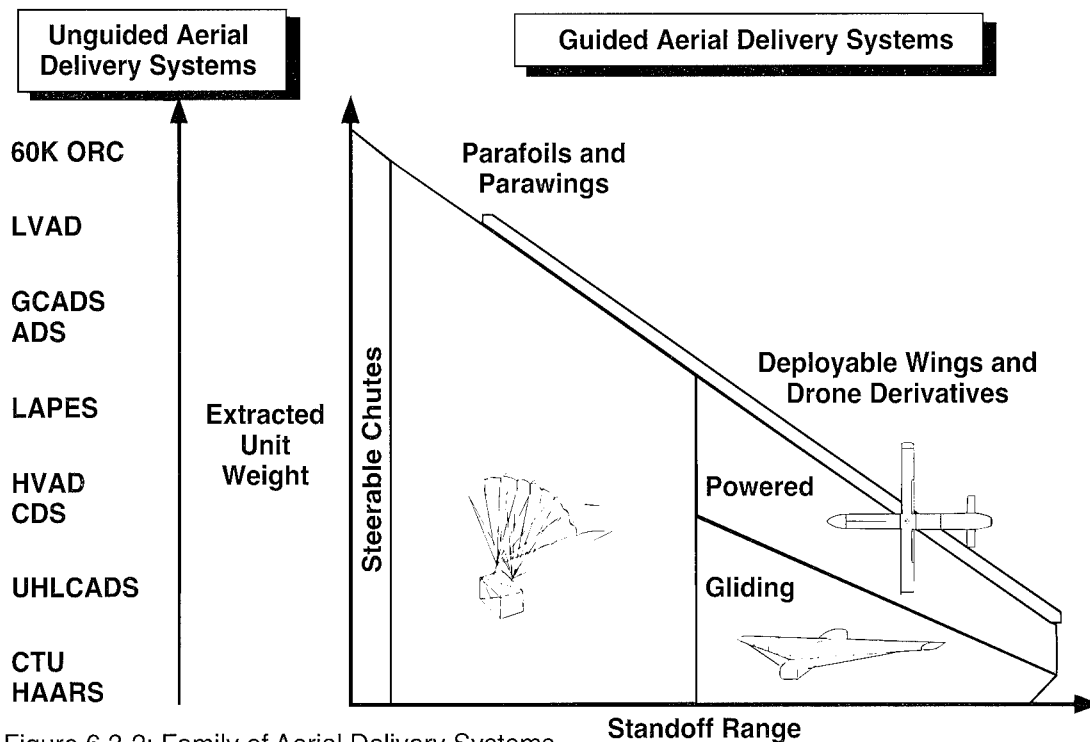 Unguided Aerial
Delivery Systems
Guided Aerial Delivery Systems
60K ORC
LVAD
GCADS
ADS
LAPES
HVAD
CDS
UHLCADS
CTU
HAARS
Extracted
Unit
Weight
Steerable Chutes
Parafoils and
Parawings
Deployable Wings and
Drone Derivatives
Powered
Gliding
Standoff Range
Figure 6.2-2: Family of Aerial Delivery Systems